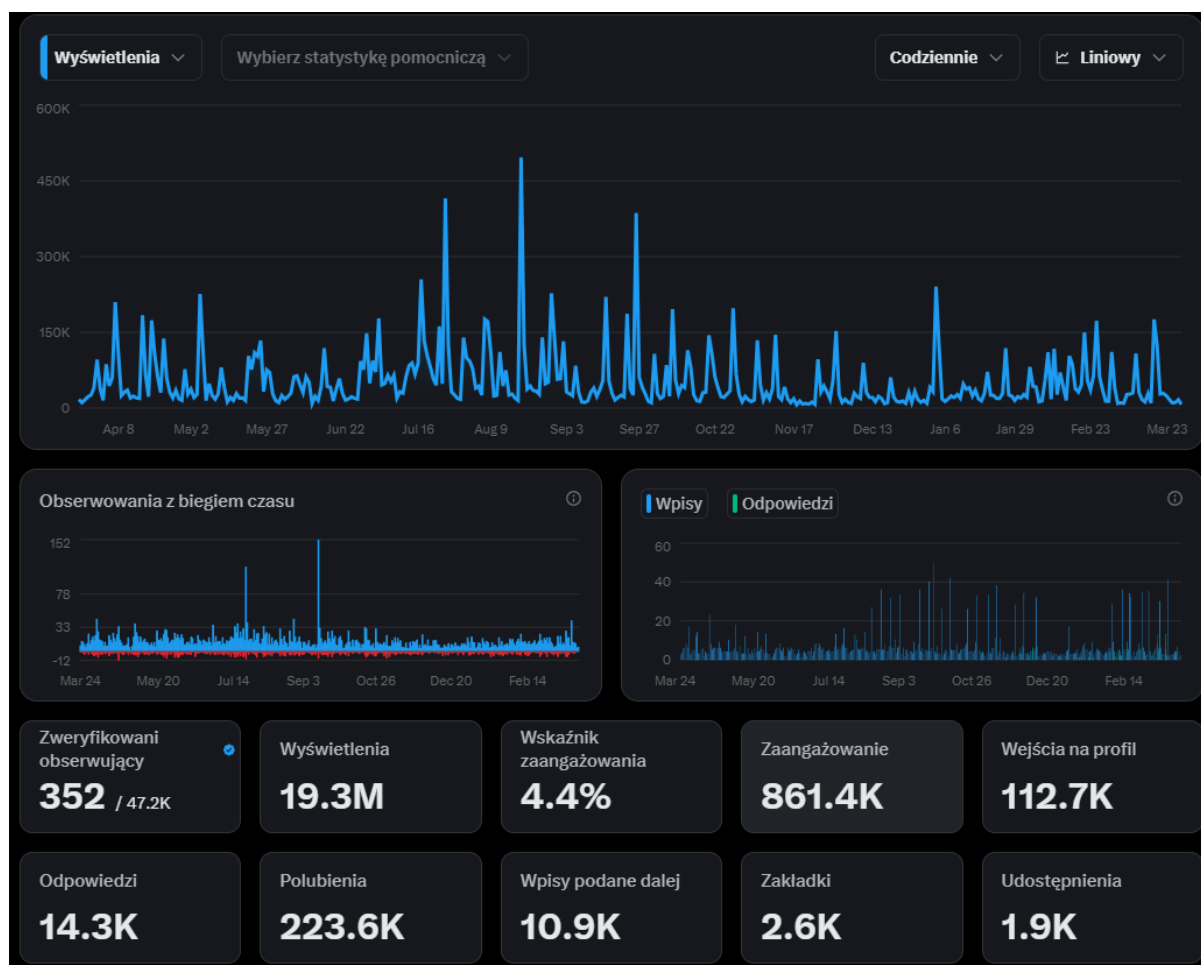 Wyświetlenia
Wybierz statystykę pomocniczą
Codziennie
Liniowy
600K
450K
300K
150K
0
Apr 8 May 2 May 27 Jun 22 Jul 16 Aug 9 Sep 3 Sep 27 Oct 22 Nov 17 Dec 13 Jan 6 Jan 29 Feb 23 Mar 23
Obserwowania z biegiem czasu
152
78
33
-12
Mar 24 May 20 Jul 14 Sep 3 Oct 26 Dec 20 Feb 14
Wpisy
Odpowiedzi
60
40
20
0
Mar 24 May 20 Jul 14 Sep 3 Oct 26 Dec 20 Feb 14
Zweryfikowani
obserwujący
352 / 47.2K
Wyświetlenia
19.3M
Wskaźnik
zaangażowania
4.4%
Zaangażowanie
861.4K
Wejścia na profil
112.7K
Odpowiedzi
14.3K
Polubienia
223.6K
Wpisy podane dalej
10.9K
Zakładki
2.6K
Udostępnienia
1.9K